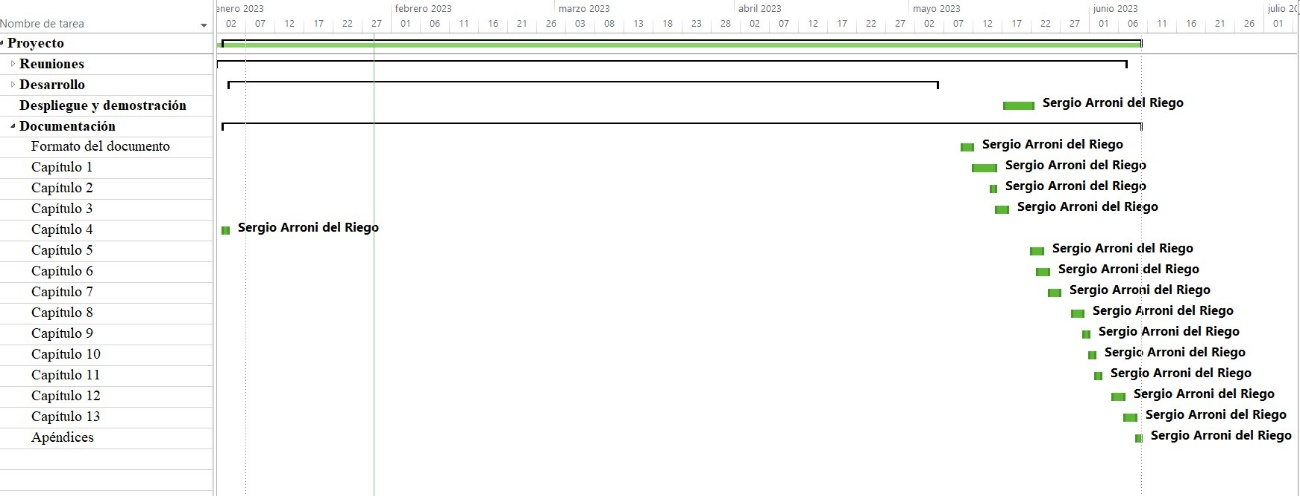 enero 2023 febrero 2023 marzo 2023 abril 2023 mayo 2023 junio 2023 julio 20
Nombre de tarea 02 07 12 17 22 27 01 06 11 16 21 26 03 08 13 18 23 28 02 07 12 17 22 27 02 07 12 17 22 27 01 06 11 16 21 26 01
Proyecto
Reuniones
Desarrollo
Despliegue y demostración Sergio Arroni del Riego
Documentación
Formato del documento Sergio Arroni del Riego
Capítulo 1 Sergio Arroni del Riego
Capítulo 2 Sergio Arroni del Riego
Capítulo 3 Sergio Arroni del Riego
Capítulo 4 Sergio Arroni del Riego
Capítulo 5 Sergio Arroni del Riego
Capítulo 6 Sergio Arroni del Riego
Capítulo 7 Sergio Arroni del Riego
Capítulo 8 Sergio Arroni del Riego
Capítulo 9 Sergio Arroni del Riego
Capítulo 10 Sergio Arroni del Riego
Capítulo 11 Sergio Arroni del Riego
Capítulo 12 Sergio Arroni del Riego
Capítulo 13 Sergio Arroni del Riego
Apéndices Sergio Arroni del Riego